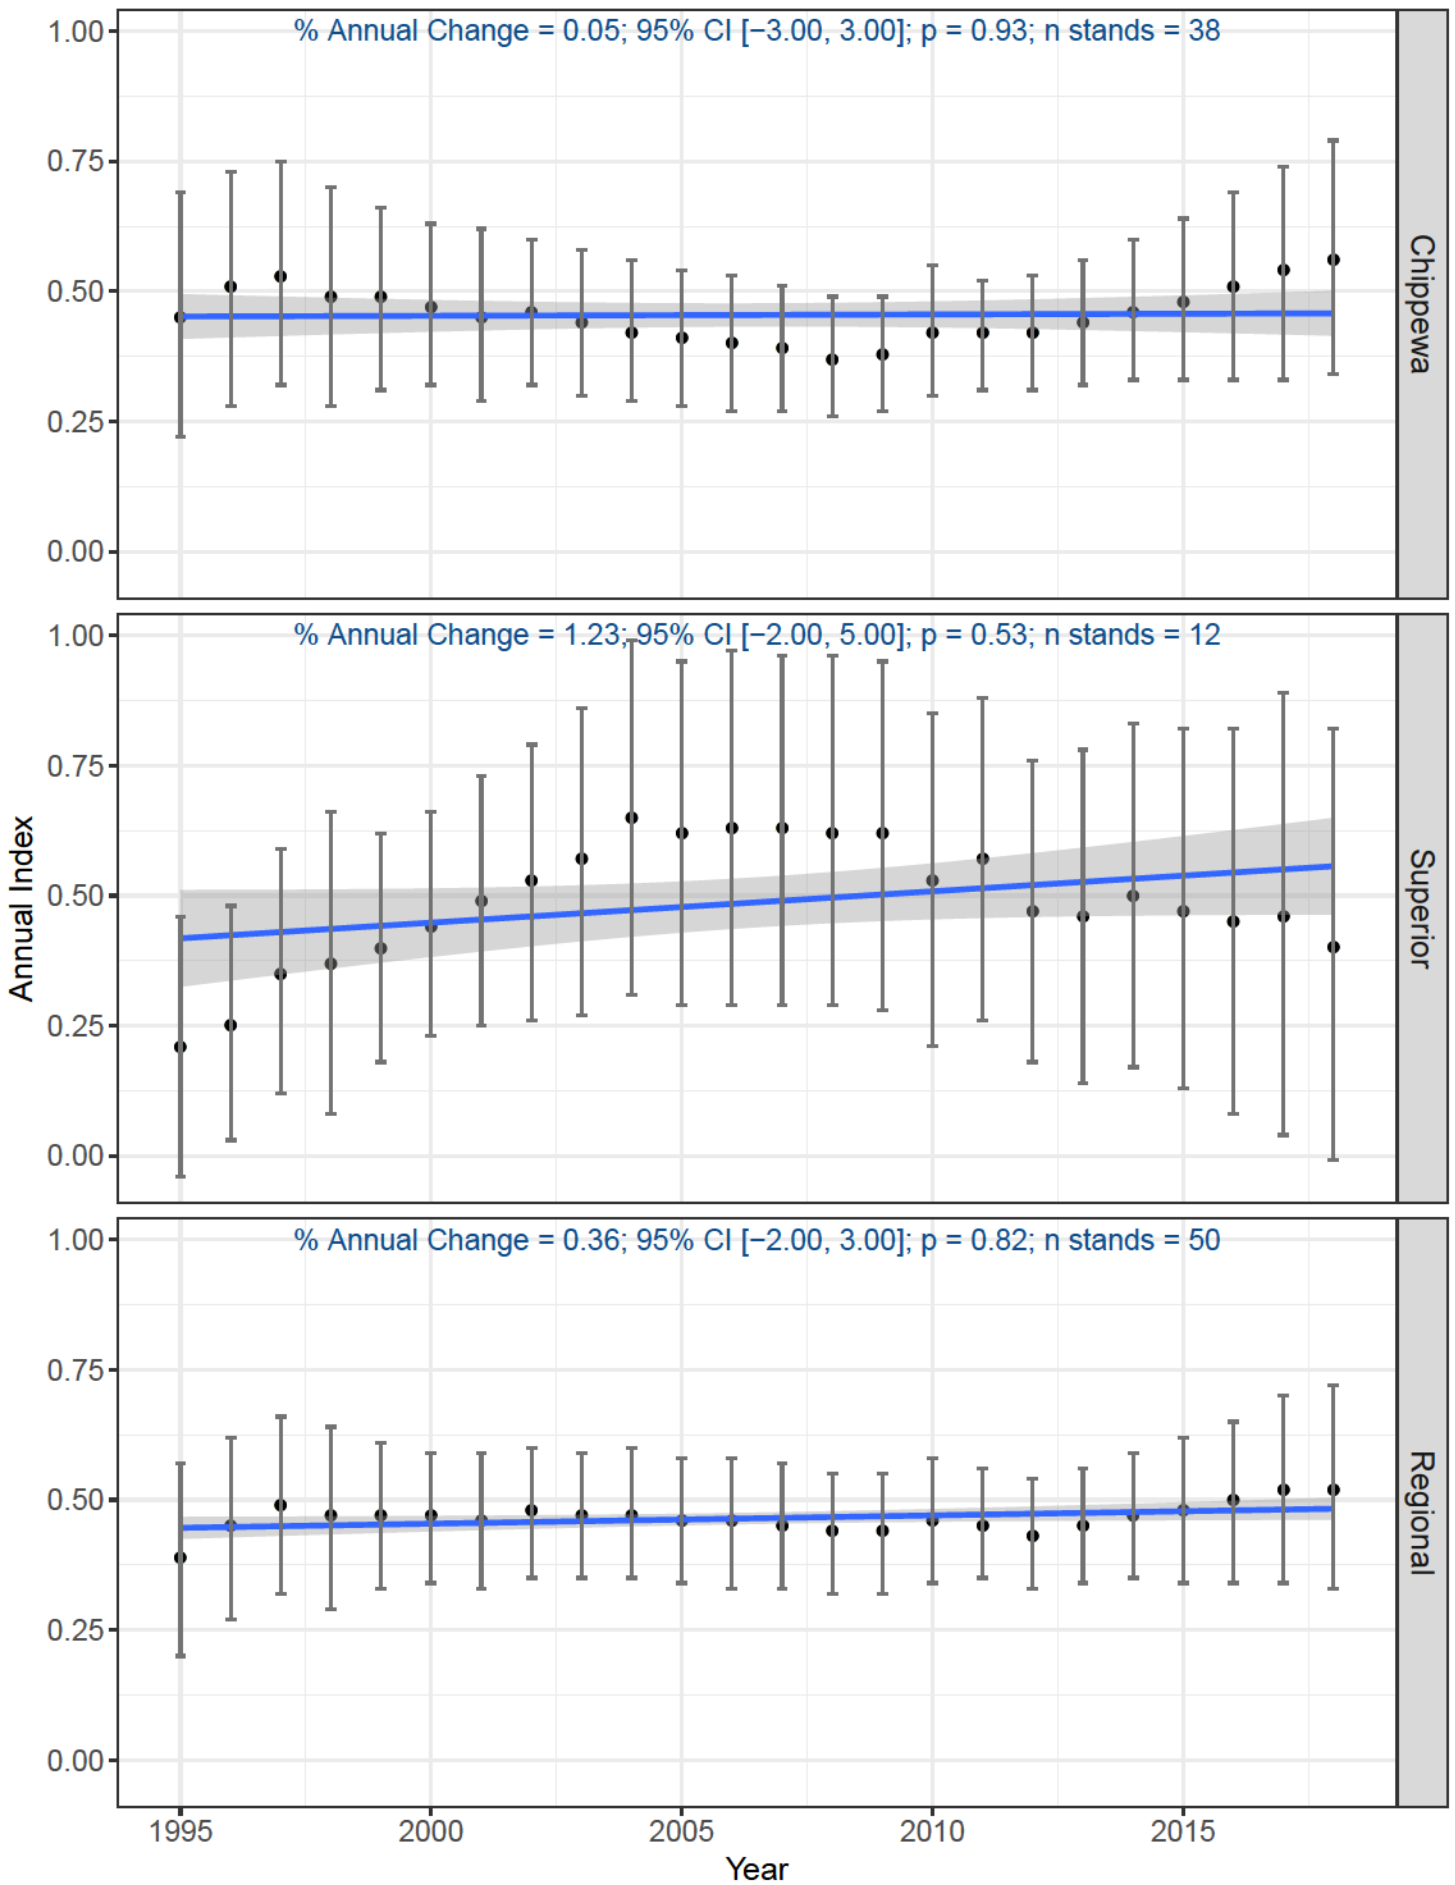 % Annual Change = 0.05; 95% CI [−3.00, 3.00]; p = 0.93; n stands = 38
1.00
0.75
0.50
0.25
0.00
Chippewa
% Annual Change = 1.23; 95% CI [−2.00, 5.00]; p = 0.53; n stands = 12
1.00
0.75
0.50
0.25
0.00
Superior
Annual Index
% Annual Change = 0.36; 95% CI [−2.00, 3.00]; p = 0.82; n stands = 50
1.00
0.75
0.50
0.25
0.00
Regional
1995 2000 2005 2010 2015
Year